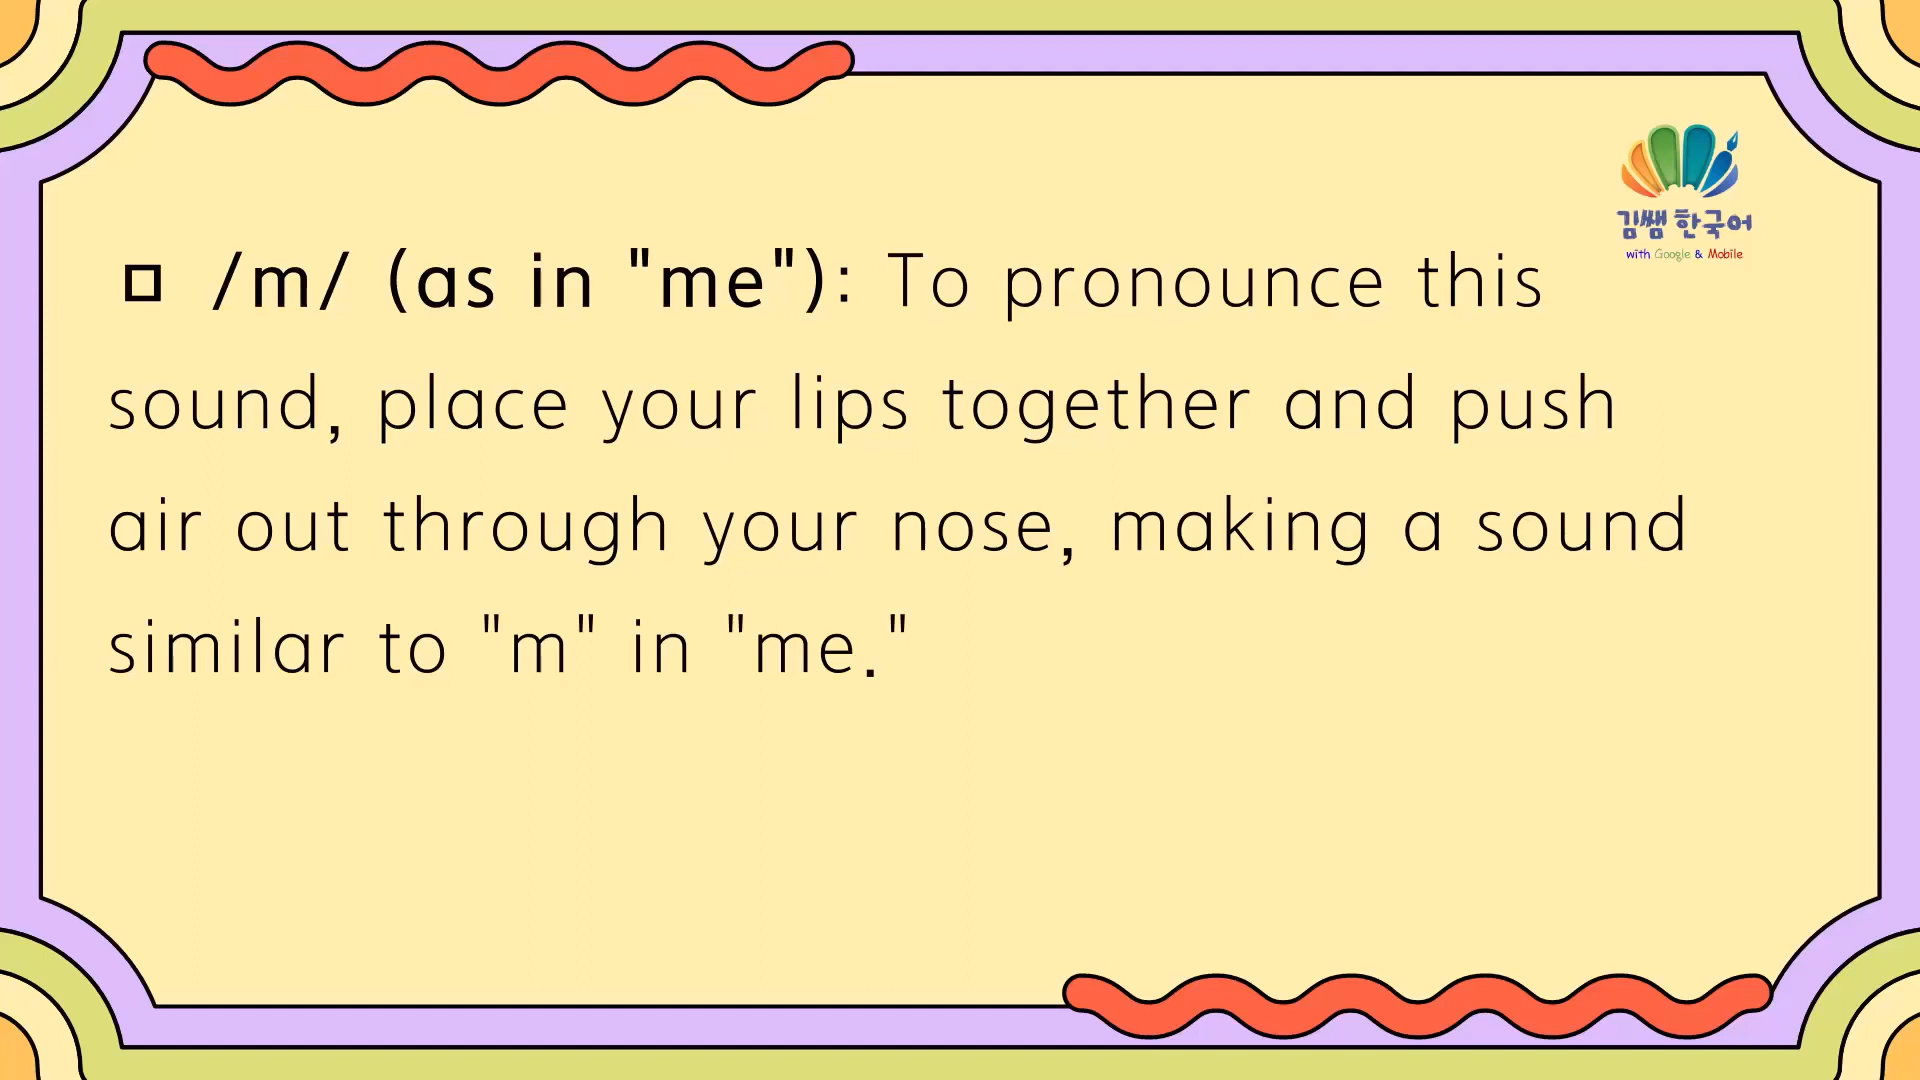 김쌤 한국어
with Google & Mobile
ㅁ /m/ (as in "me"): To pronounce this
sound, place your lips together and push
air out through your nose, making a sound
similar to "m" in "me."